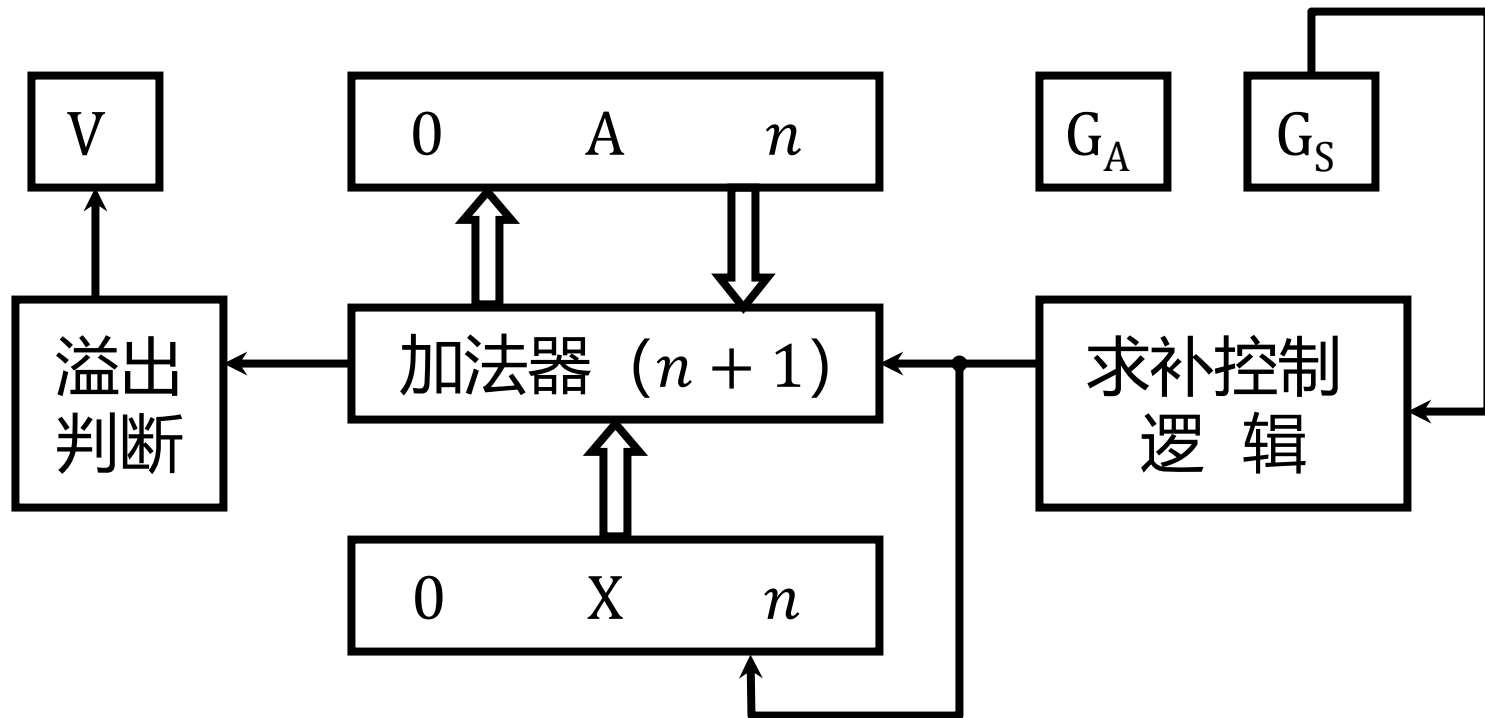 V
0 A n
G_A
G_S
溢出
判断
加法器 (n + 1)
求补控制
逻 辑
0 X n